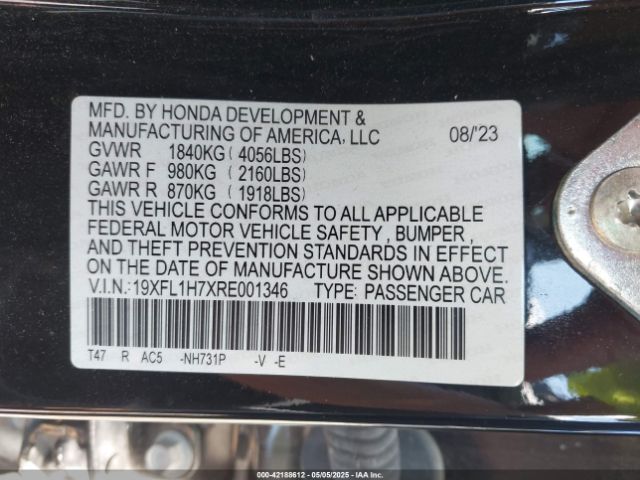 MFD. BY HONDA DEVELOPMENT &
MANUFACTURING OF AMERICA, LLC 08/'23
GVWR 1840KG ( 4056LBS)
GAWR F 980KG ( 2160LBS)
GAWR R 870KG ( 1918LBS)
THIS VEHICLE CONFORMS TO ALL APPLICABLE
FEDERAL MOTOR VEHICLE SAFETY , BUMPER ,
AND THEFT PREVENTION STANDARDS IN EFFECT
ON THE DATE OF MANUFACTURE SHOWN ABOVE.
V.I.N.:19XFL1H7XRE001346 TYPE: PASSENGER CAR
T47 R AC5 -NH731P -V -E
000-42188612 - 05/05/2025 - IAA Inc.